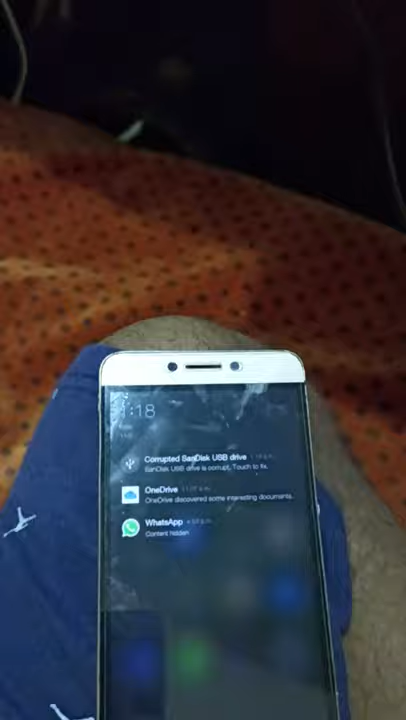 :18
Corrupted SanDisk USB drive
SanDisk USB drive is corrupt. Touch to fix.
OneDrive
OneDrive discovered some interesting documents.
WhatsApp
Content hidden